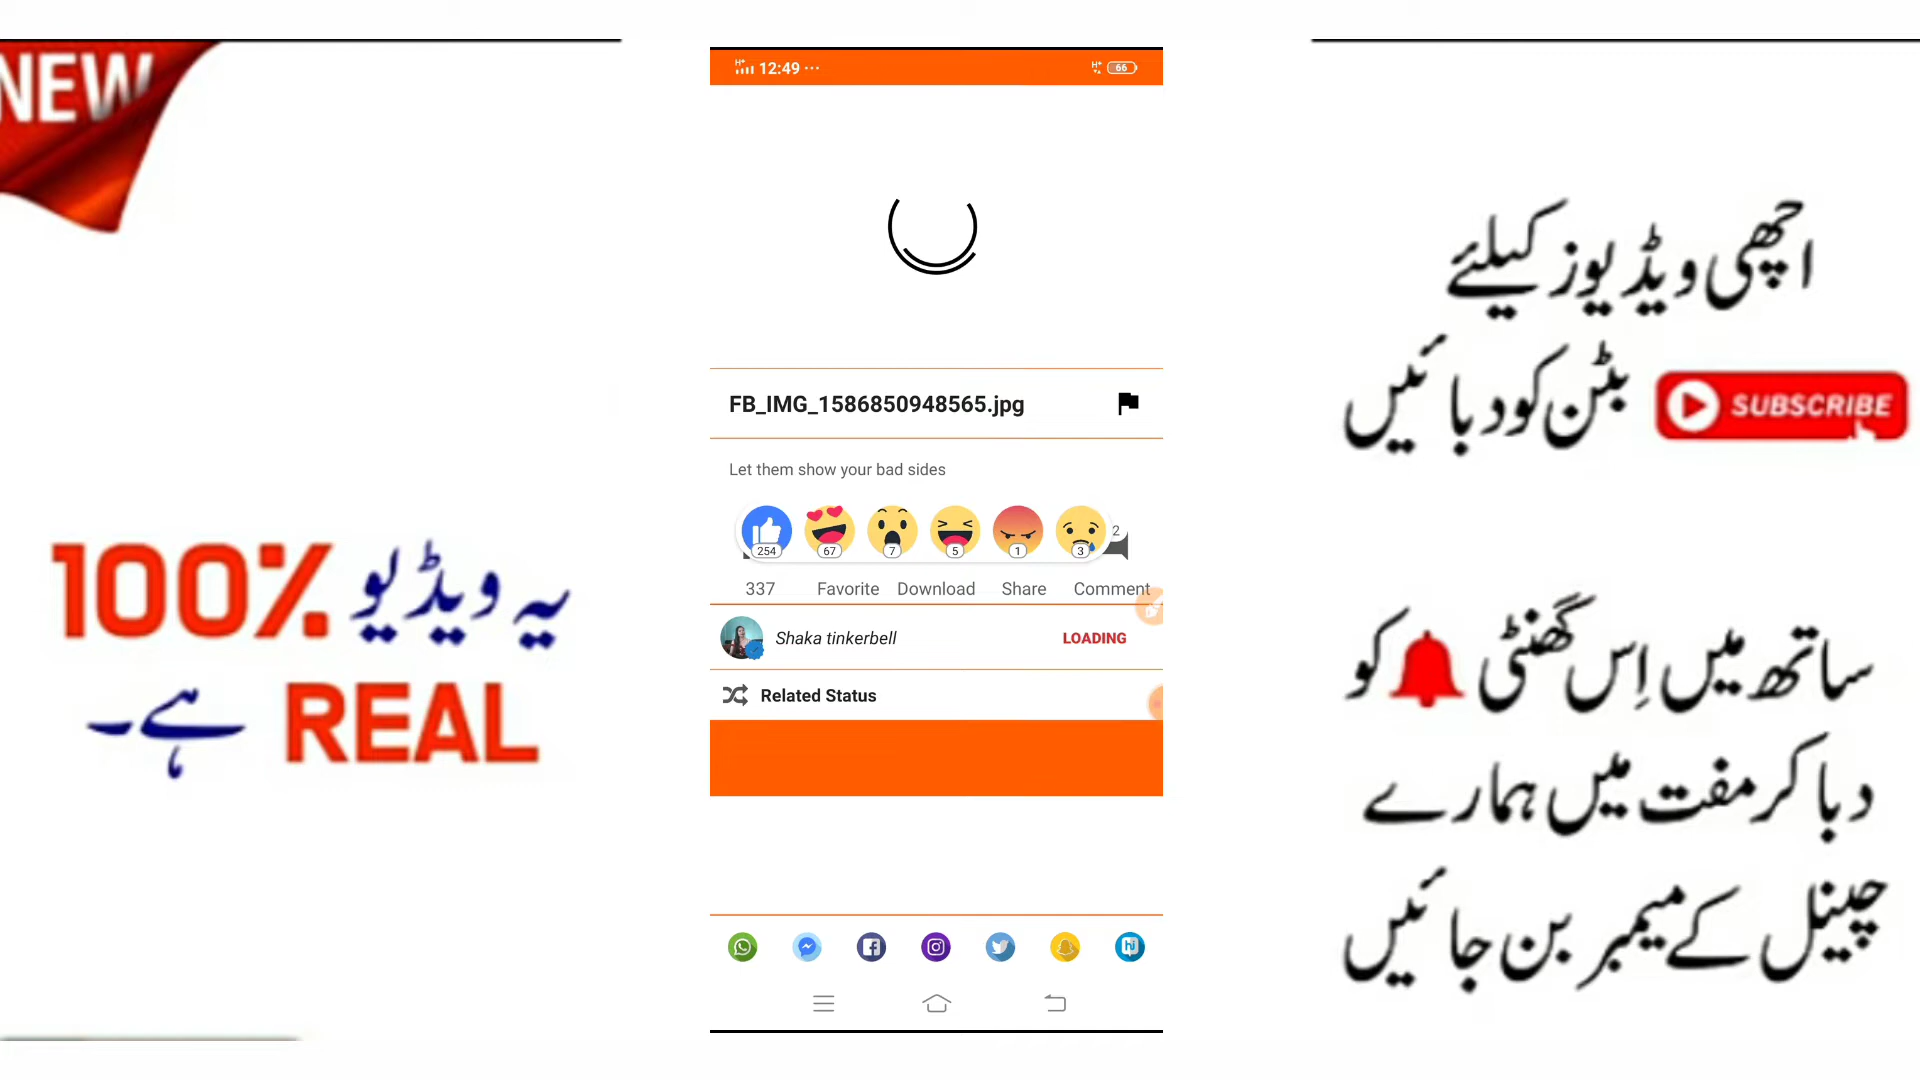 NEW
یہ ویڈیو 100%
REAL ہے۔
12:49 ...
66
FB_IMG_1586850948565.jpg
Let them show your bad sides
254 67 7 5 1 3 2
337 Favorite Download Share Comment
Shaka tinkerbell LOADING
Related Status
اچھی ویڈیوز کیلئے
SUBSCRIBE بٹن کو دبائیں
ساتھ میں اِس گھنٹی کو
دبا کر مفت میں ہمارے
چینل کے میمبر بن جائیں